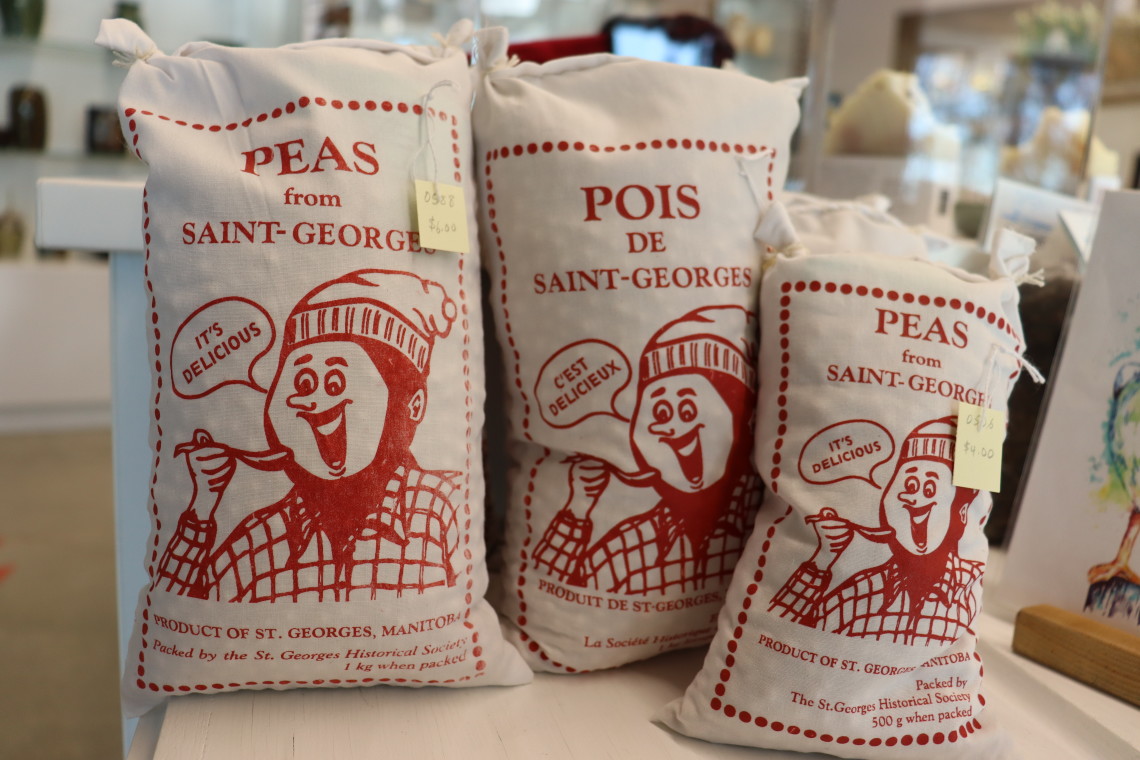 PEAS
from
SAINT-GEORGES
0528
$6.00
IT'S
DELICIOUS
PRODUCT OF ST. GEORGES, MANITOBA
Packed by the St. Georges Historical Society
1 kg when packed
POIS
DE
SAINT-GEORGES
C'EST
DELICIEUX
PRODUIT DE ST-GEORGES,
La Société Historique
PEAS
from
SAINT-GEORGE
$4.00
IT'S
DELICIOUS
PRODUCT OF ST. GEORGES MANITOBA
Packed by
The St.Georges Historical Society
500 g when packed